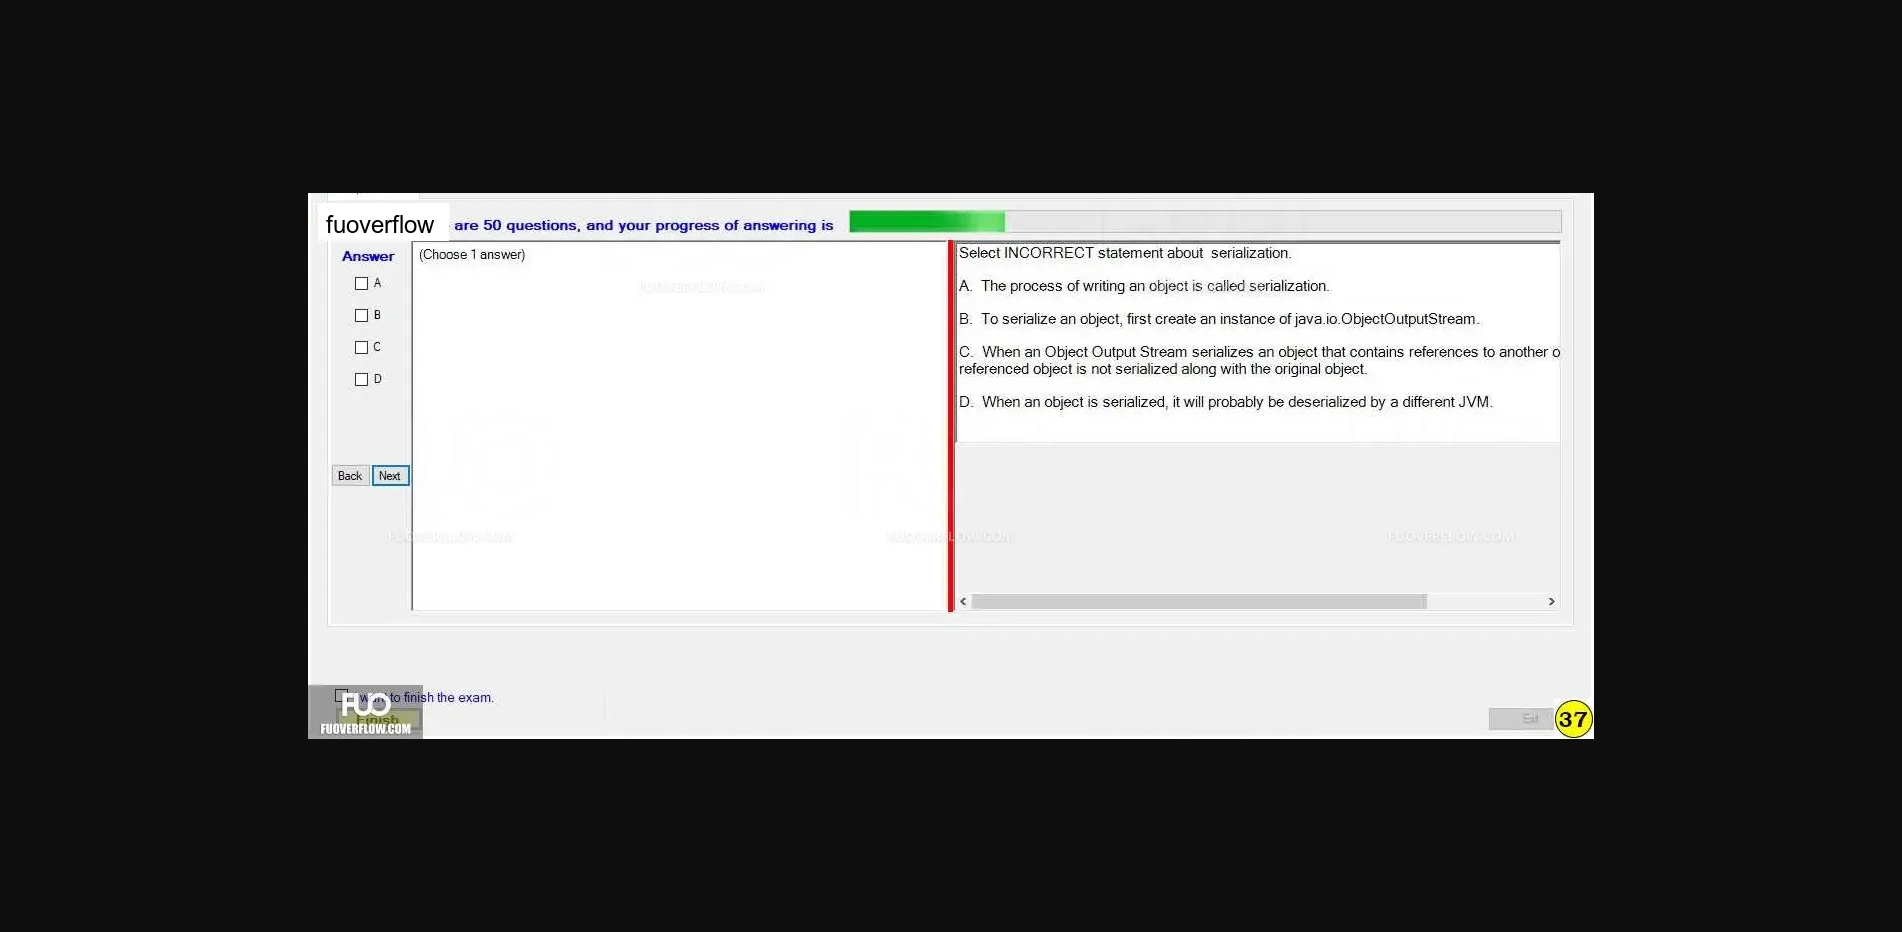 fuoverflow
are 50 questions, and your progress of answering is
Answer
A
B
C
D
Back
Next
(Choose 1 answer)
FUOVERFLOW.COM
Select INCORRECT statement about serialization.
A. The process of writing an object is called serialization.
B. To serialize an object, first create an instance of java.io.ObjectOutputStream.
C. When an Object Output Stream serializes an object that contains references to another o
referenced object is not serialized along with the original object.
D. When an object is serialized, it will probably be deserialized by a different JVM.
FUOVERFLOW.COM
FUOVERFLOW.COM
FUOVERFLOW.COM
to finish the exam.
FUO
Finish
FUOVERFLOW.COM
Exit
37